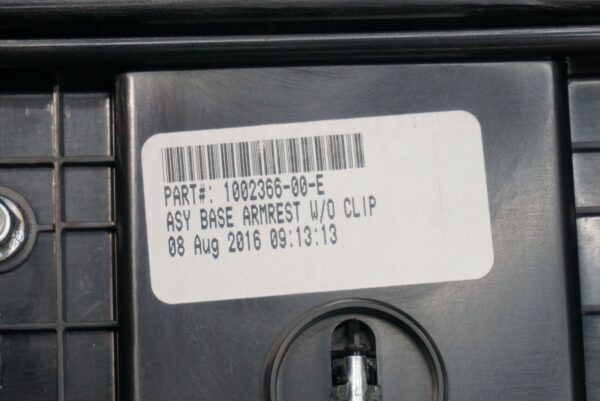 PART#: 1002366-00-E
ASY BASE ARMREST W/O CLIP
08 Aug 2016 09:13:13